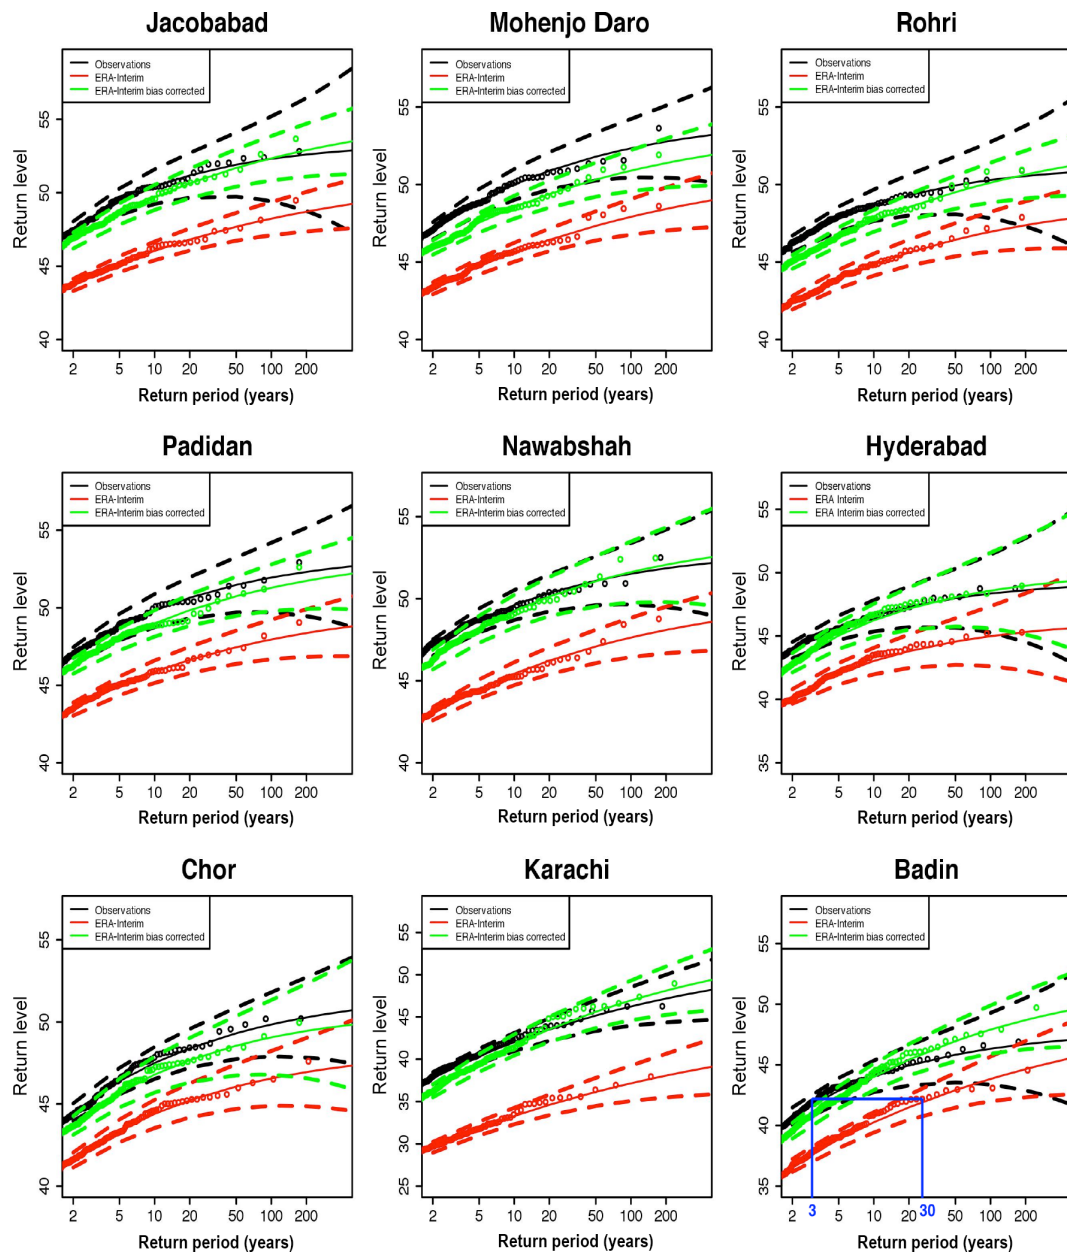 Jacobabad
Observations
ERA-Interim
ERA-Interim bias corrected
Return level
55
50
45
40
2 5 10 20 50 100 200
Return period (years)
Mohenjo Daro
Observations
ERA-Interim
ERA-Interim bias corrected
Return level
55
50
45
40
2 5 10 20 50 100 200
Return period (years)
Rohri
Observations
ERA-Interim
ERA-Interim bias corrected
Return level
55
50
45
40
2 5 10 20 50 100 200
Return period (years)
Padidan
Observations
ERA-Interim
ERA-Interim bias corrected
Return level
55
50
45
40
2 5 10 20 50 100 200
Return period (years)
Nawabshah
Observations
ERA-Interim
ERA-Interim bias corrected
Return level
55
50
45
40
2 5 10 20 50 100 200
Return period (years)
Hyderabad
Observations
ERA Interim
ERA Interim bias corrected
Return level
55
50
45
40
35
2 5 10 20 50 100 200
Return period (years)
Chor
Observations
ERA-Interim
ERA-Interim bias corrected
Return level
55
50
45
40
2 5 10 20 50 100 200
Return period (years)
Karachi
Observations
ERA-Interim
ERA-Interim bias corrected
Return level
55
50
45
40
35
30
25
2 5 10 20 50 100 200
Return period (years)
Badin
Observations
ERA-Interim
ERA-Interim bias corrected
Return level
55
50
45
40
35
3 30
2 5 10 20 50 100 200
Return period (years)